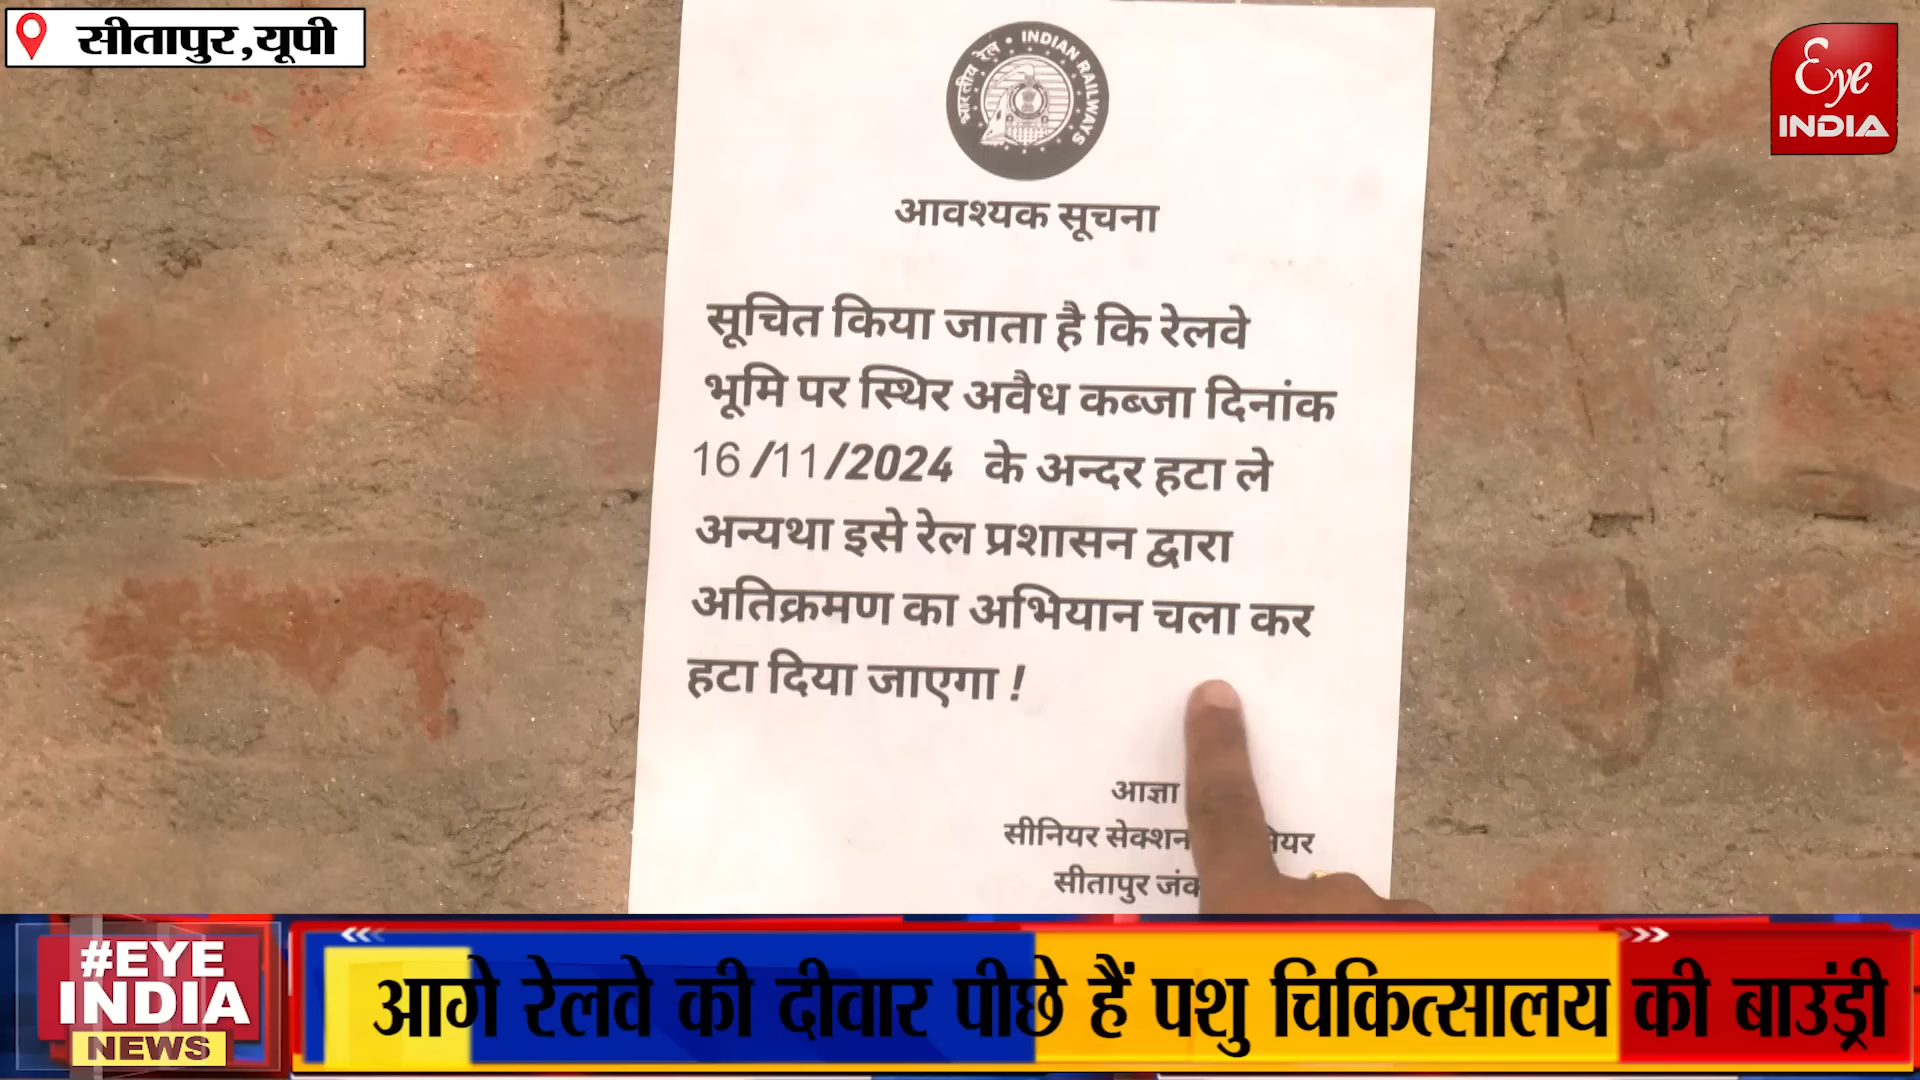 सीतापुर,यूपी
Eye
INDIA
भारतीय रेल • INDIAN RAILWAYS
आवश्यक सूचना
सूचित किया जाता है कि रेलवे
भूमि पर स्थिर अवैध कब्जा दिनांक
16/11/2024 के अन्दर हटा ले
अन्यथा इसे रेल प्रशासन द्वारा
अतिक्रमण का अभियान चला कर
हटा दिया जाएगा !
आज्ञा
सीनियर सेक्शन
सीतापुर
#EYE
INDIA
NEWS
आगे रेलवे की दीवार पीछे हैं पशु चिकित्सालय की बाउंड्री